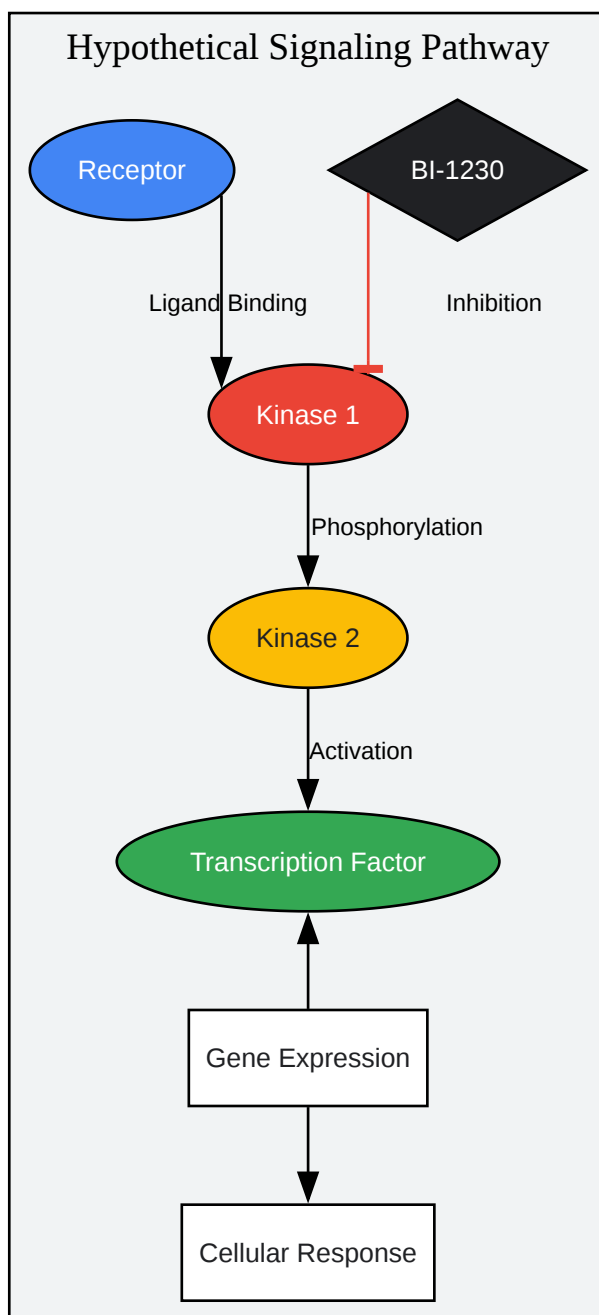 Hypothetical Signaling Pathway
Receptor
BI-1230
Ligand Binding
Inhibition
Kinase 1
Phosphorylation
Kinase 2
Activation
Transcription Factor
Gene Expression
Cellular Response